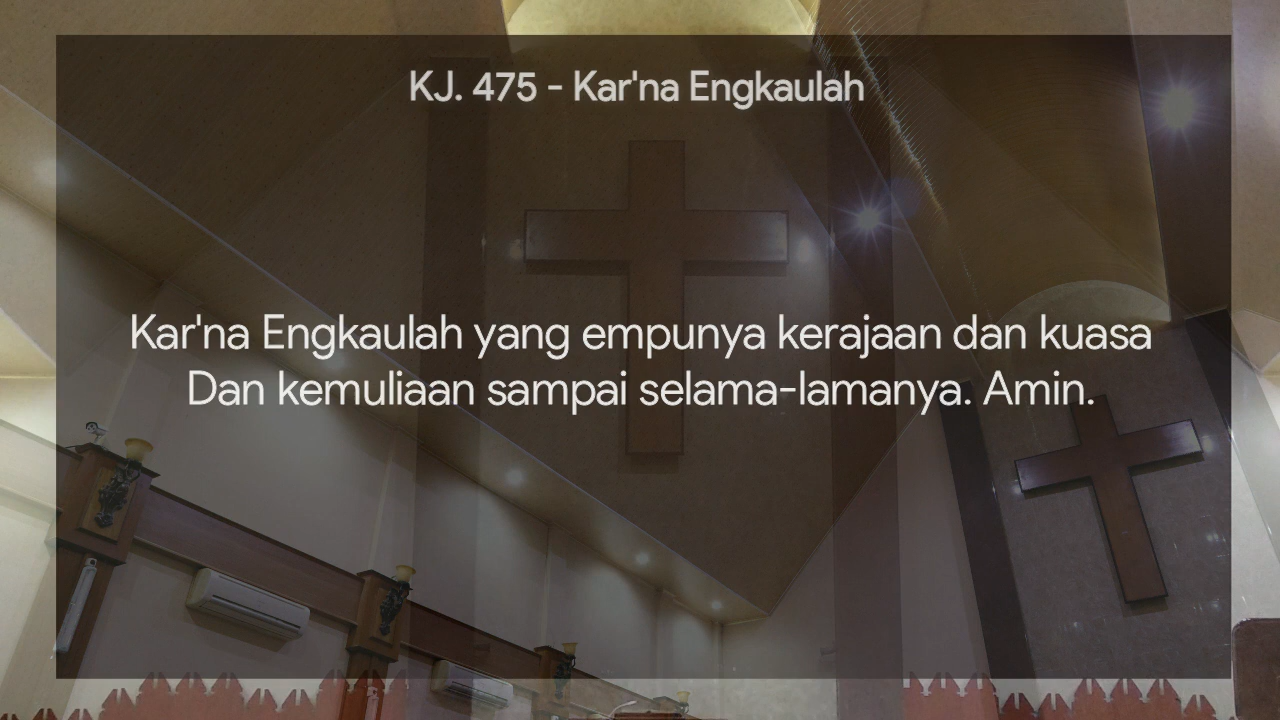 KJ. 475 - Kar'na Engkaulah
Kar'na Engkaulah yang empunya kerajaan dan kuasa
Dan kemuliaan sampai selama-lamanya. Amin.